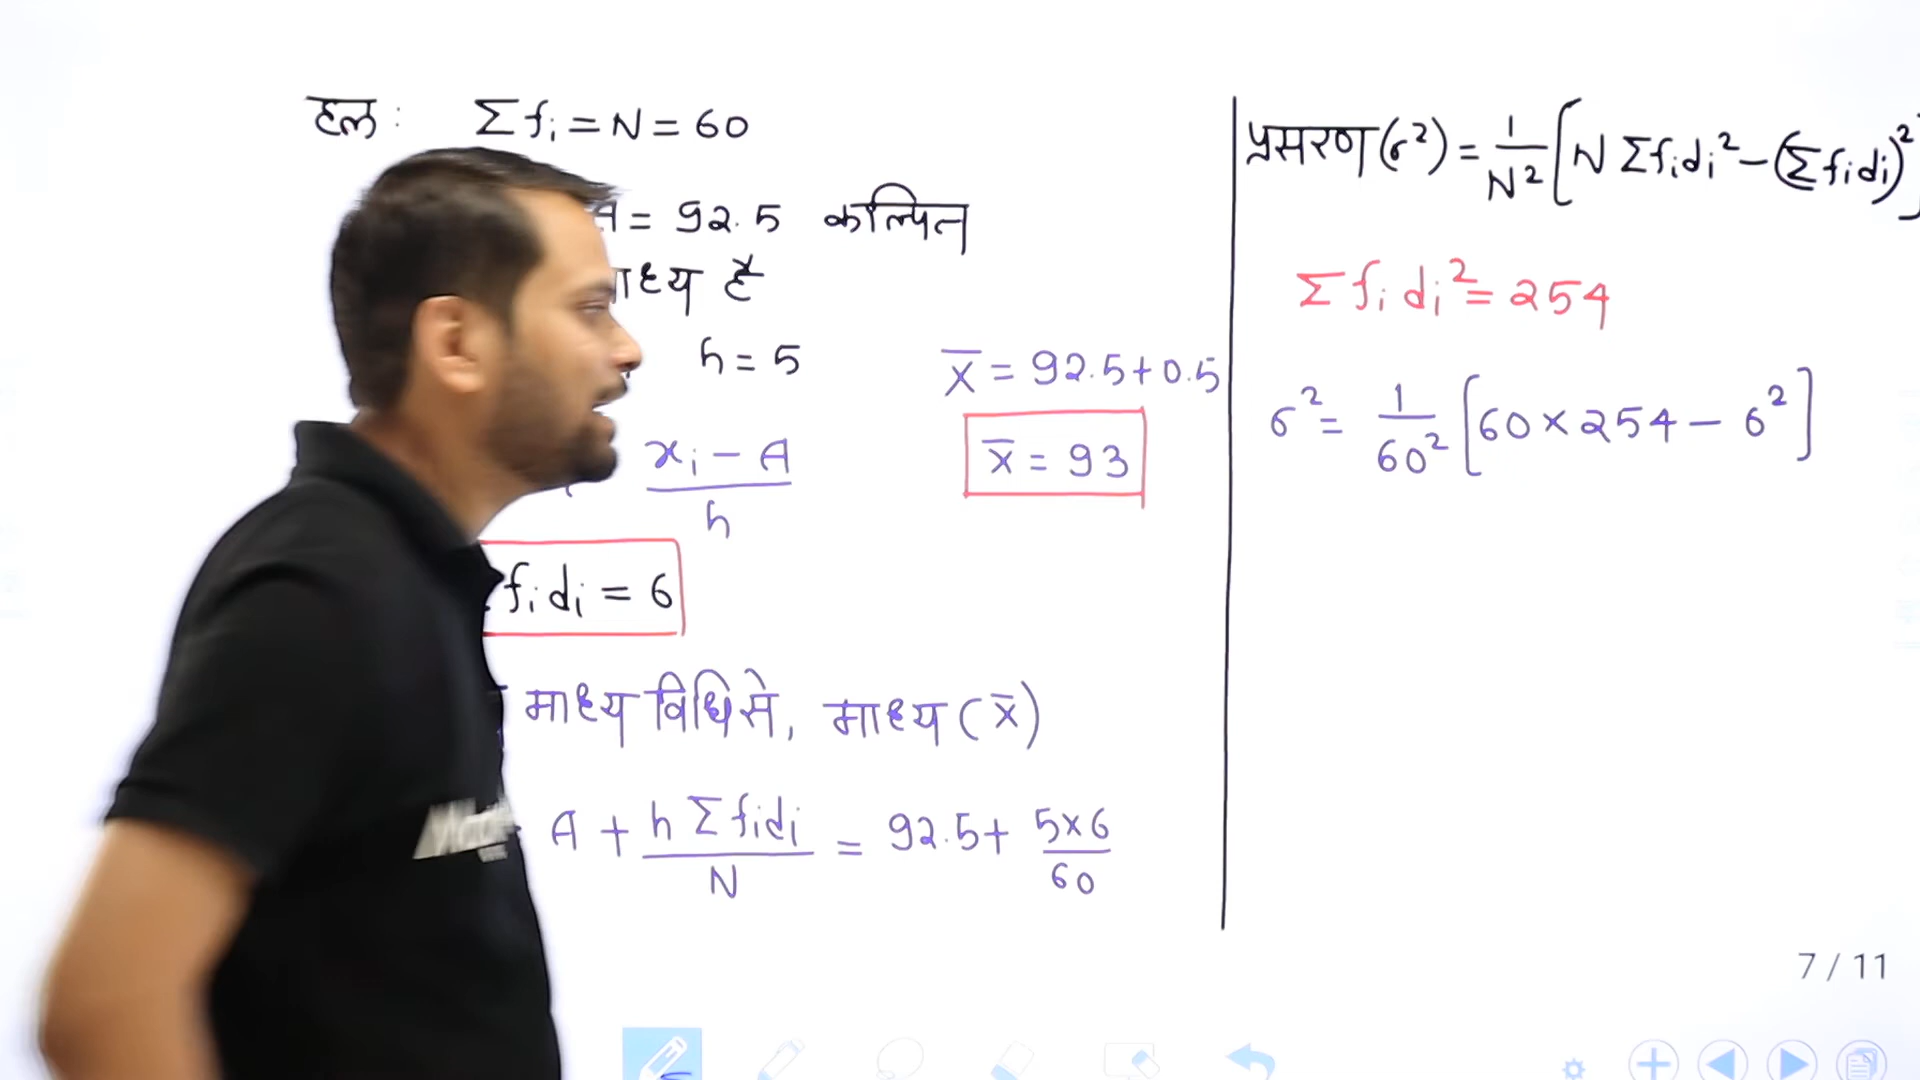 हल : Σfᵢ = N = 60
A = 92.5 कल्पित
माध्य है
h = 5
xᵢ - A / h
fᵢdᵢ = 6
x̄ = 92.5 + 0.5
x̄ = 93
माध्य विधि से, माध्य (x̄)
A + h Σfᵢdᵢ / N = 92.5 + 5×6 / 60
प्रसरण (σ²) = 1/N² [N Σfᵢdᵢ² - (Σfᵢdᵢ)²]
Σfᵢdᵢ² = 254
σ² = 1/60² [60 × 254 - 6²]
7 / 11